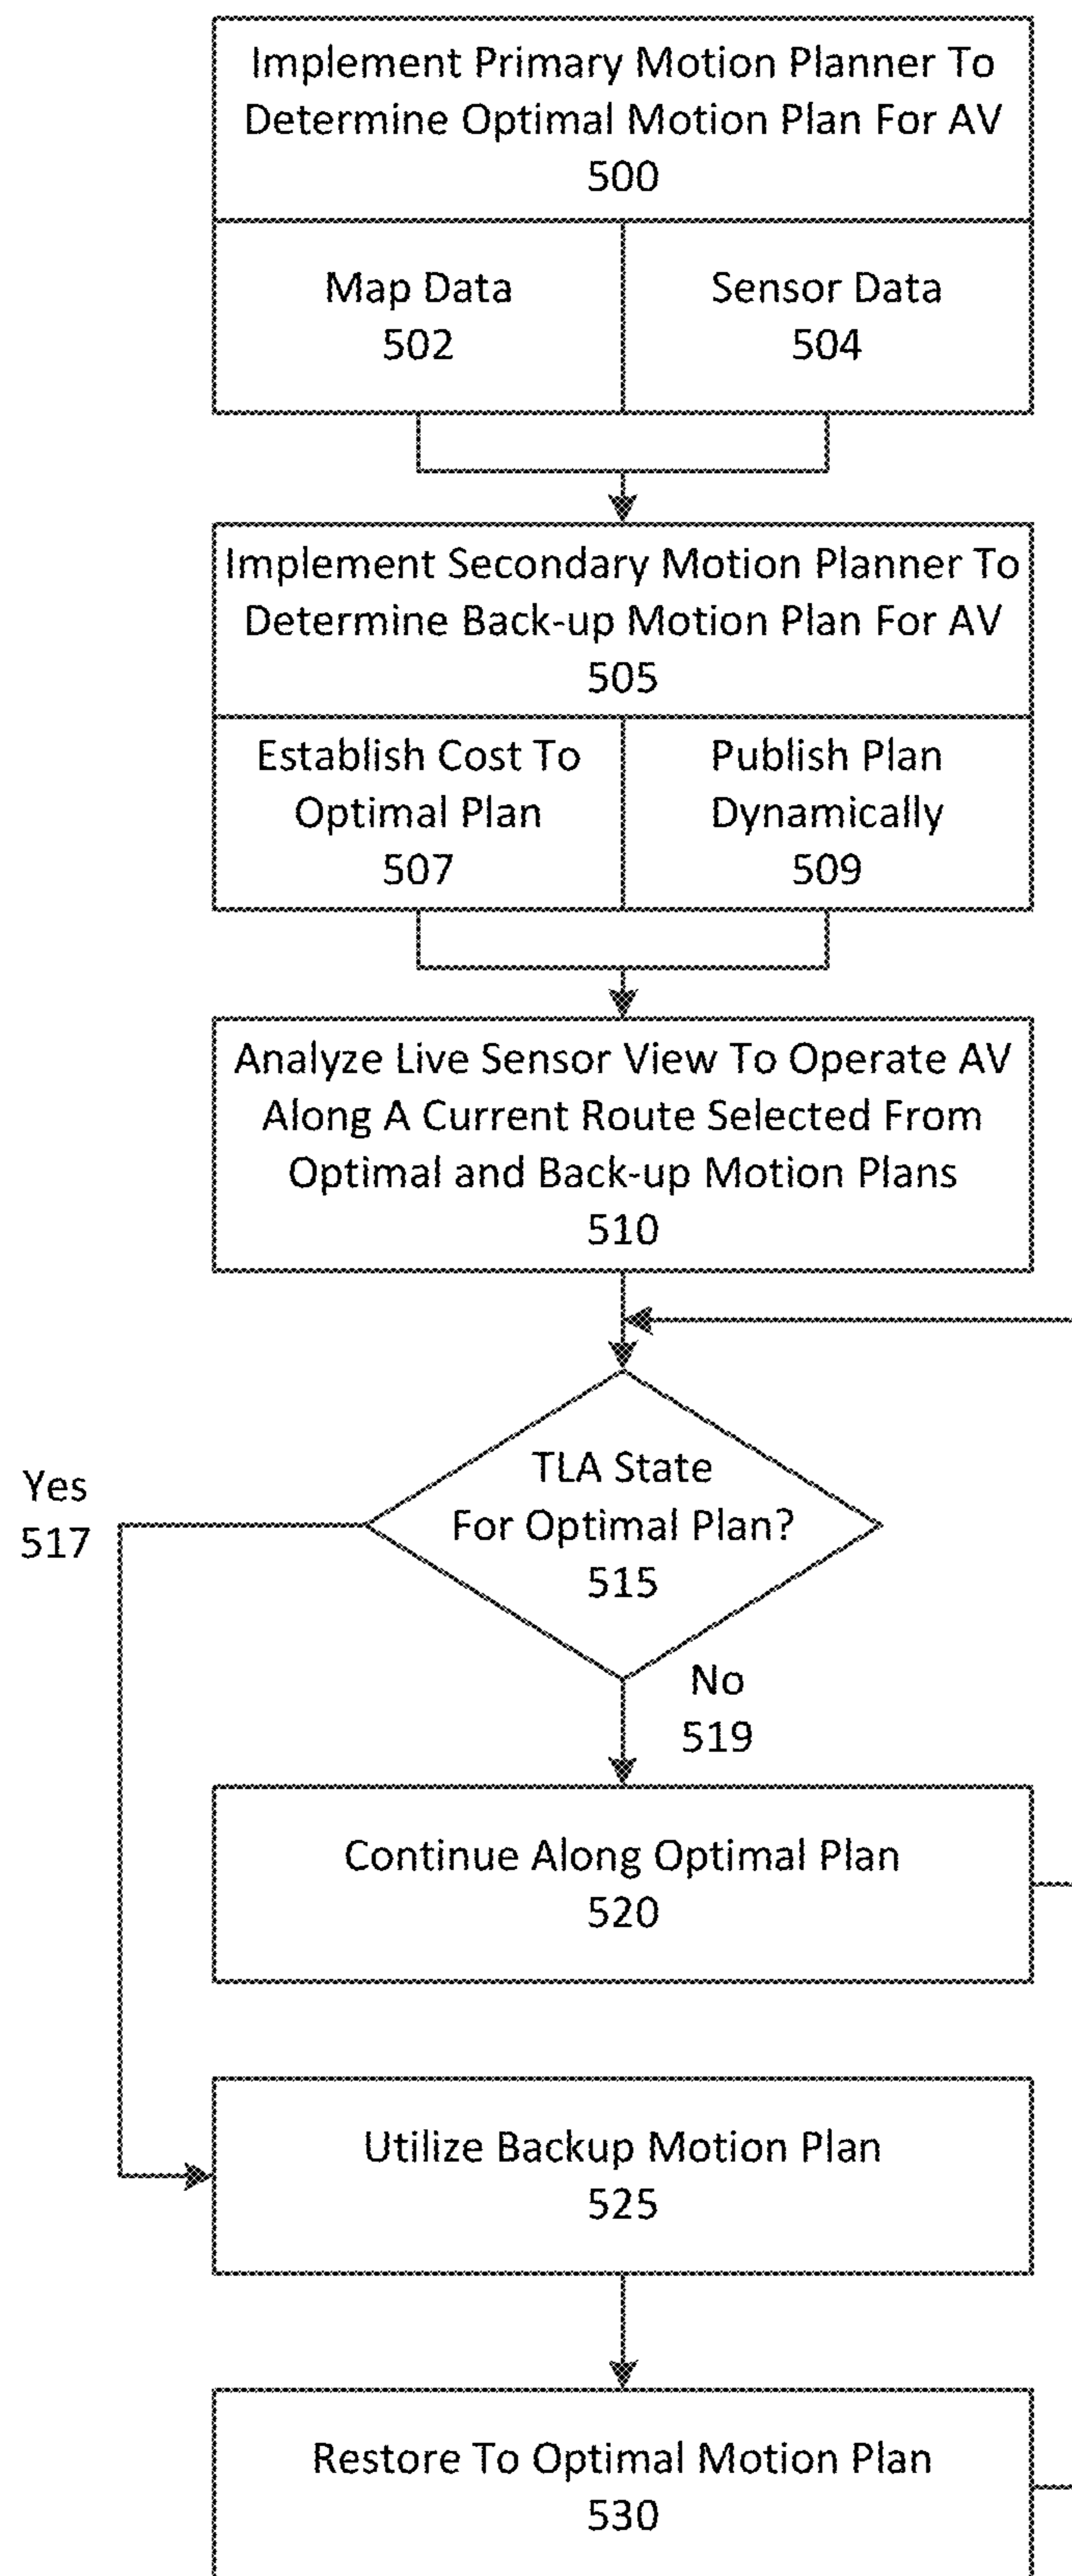 Implement Primary Motion Planner To
Determine Optimal Motion Plan For AV
500
Map Data
502
Sensor Data
504
Implement Secondary Motion Planner To
Determine Back-up Motion Plan For AV
505
Establish Cost To
Optimal Plan
507
Publish Plan
Dynamically
509
Analyze Live Sensor View To Operate AV
Along A Current Route Selected From
Optimal and Back-up Motion Plans
510
TLA State
For Optimal Plan?
515
Yes
517
No
519
Continue Along Optimal Plan
520
Utilize Backup Motion Plan
525
Restore To Optimal Motion Plan
530